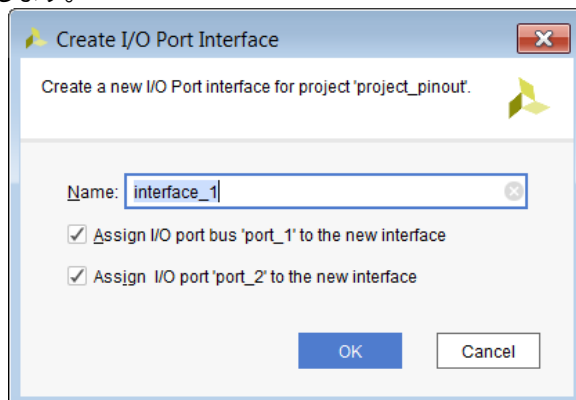 Create I/O Port Interface
Create a new I/O Port interface for project 'project_pinout'.
Name: interface_1
Assign I/O port bus 'port_1' to the new interface
Assign I/O port 'port_2' to the new interface
OK Cancel